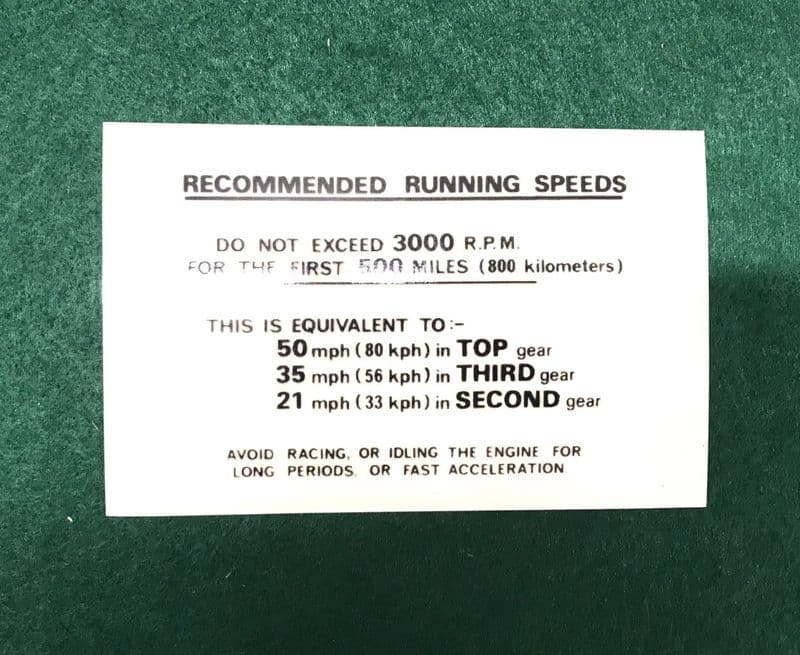 RECOMMENDED RUNNING SPEEDS
DO NOT EXCEED 3000 R.P.M.
FOR THE FIRST 500 MILES (800 kilometers)
THIS IS EQUIVALENT TO:-
50 mph (80 kph) in TOP gear
35 mph (56 kph) in THIRD gear
21 mph (33 kph) in SECOND gear
AVOID RACING, OR IDLING THE ENGINE FOR
LONG PERIODS, OR FAST ACCELERATION